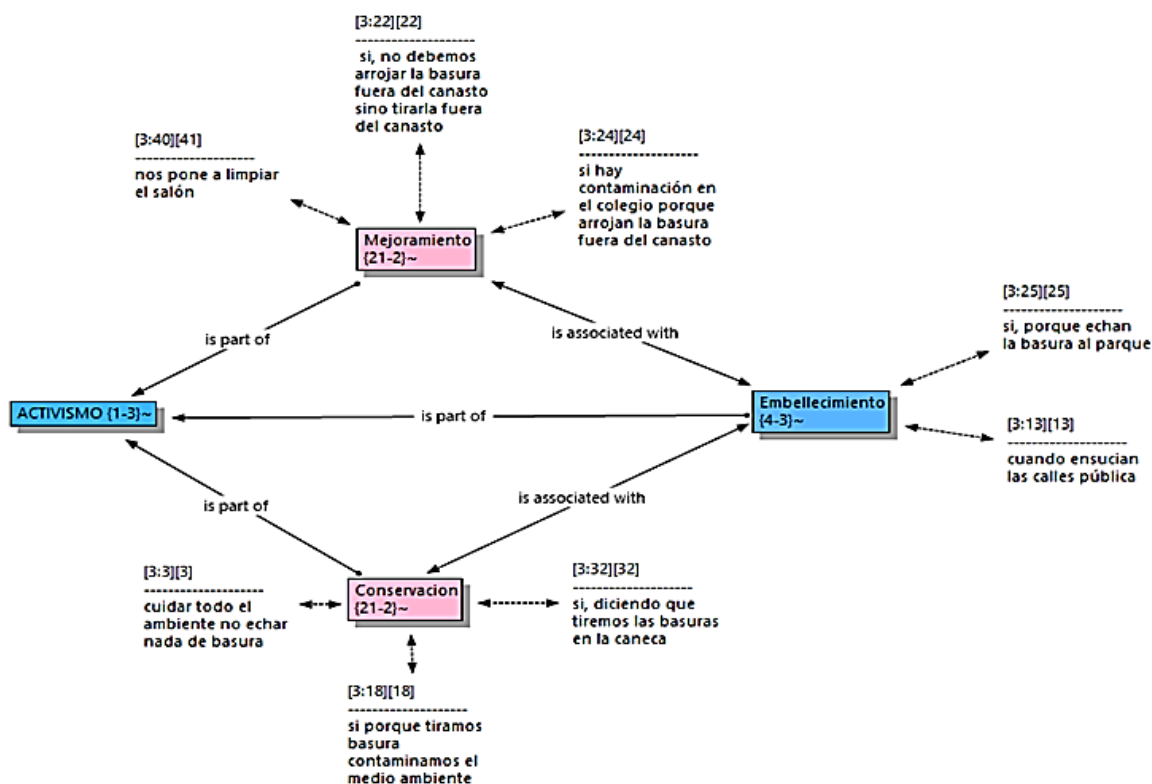 [3:22][22]
--------------------
si, no debemos
arrojar la basura
fuera del canasto
sino tirarla fuera
del canasto
[3:40][41]
--------------------
nos pone a limpiar
el salón
[3:24][24]
--------------------
si hay
contaminación en
el colegio porque
arrojan la basura
fuera del canasto
Mejoramiento
{21-2}~
[3:25][25]
--------------------
si, porque echan
la basura al parque
is part of
is associated with
ACTIVISMO {1-3}~
is part of
Embellecimiento
{4-3}~
[3:13][13]
--------------------
cuando ensucian
las calles pública
is part of
is associated with
[3:3][3]
--------------------
cuidar todo el
ambiente no echar
nada de basura
Conservacion
{21-2}~
[3:32][32]
--------------------
si, diciendo que
tiremos las basuras
en la caneca
[3:18][18]
--------------------
si porque tiramos
basura
contaminamos el
medio ambiente